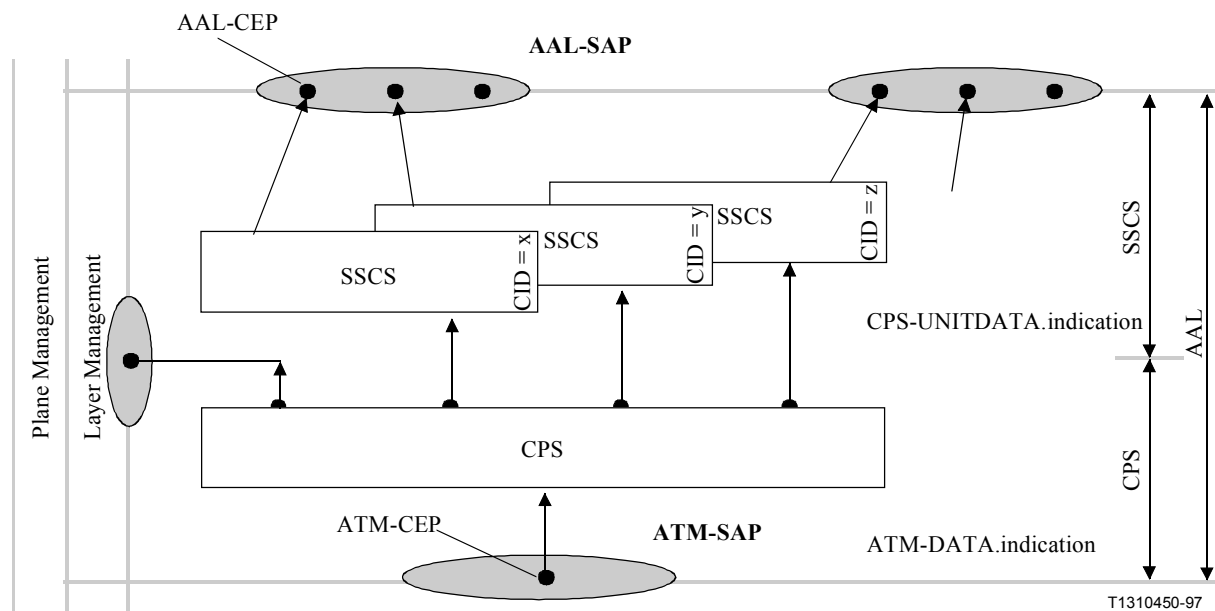 AAL-CEP
AAL-SAP
Plane Management
Layer Management
SSCS
CID = x
SSCS
CID = y
SSCS
CID = z
CPS-UNITDATA.indication
CPS
ATM-CEP
ATM-SAP
ATM-DATA.indication
SSCS
CPS
AAL
T1310450-97